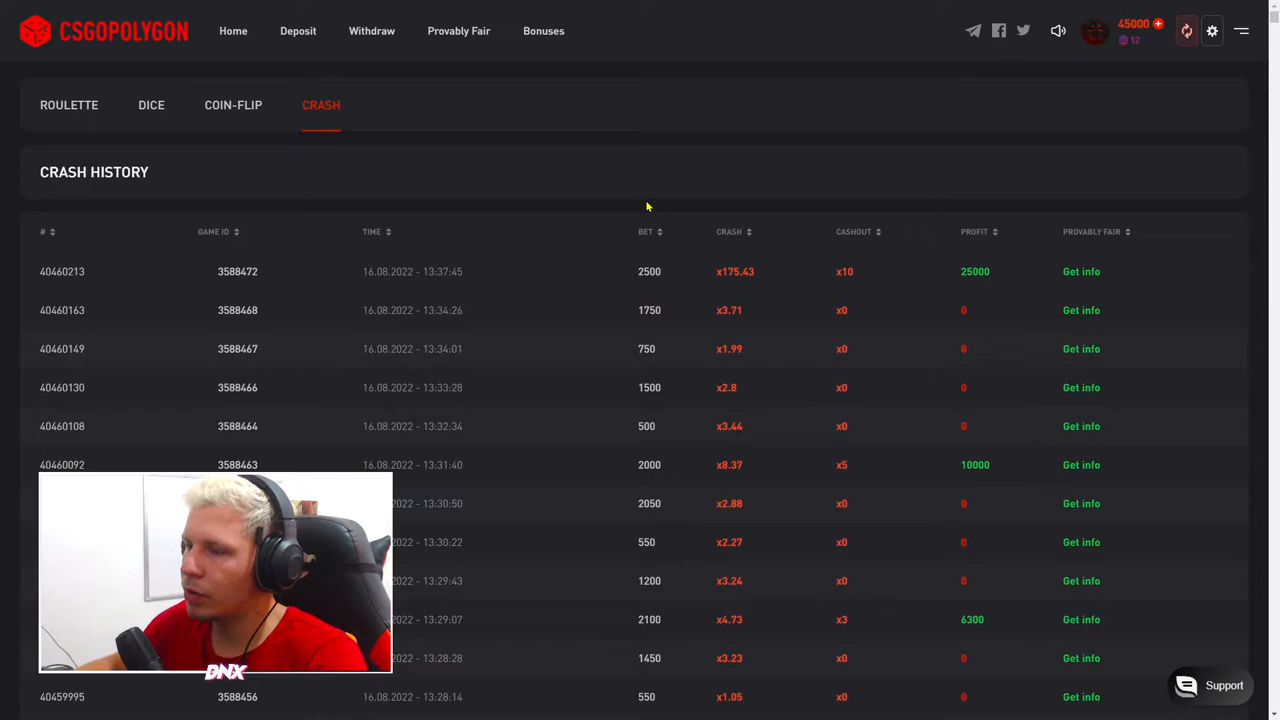 CSGOPOLYGON Home Deposit Withdraw Provably Fair Bonuses 45000
12
ROULETTE DICE COIN-FLIP CRASH
CRASH HISTORY
# GAME ID TIME BET CRASH CASHOUT PROFIT PROVABLY FAIR
40460213 3588472 16.08.2022 - 13:37:45 2500 x175.43 x10 25000 Get info
40460163 3588468 16.08.2022 - 13:34:26 1750 x3.71 x0 0 Get info
40460149 3588467 16.08.2022 - 13:34:01 750 x1.99 x0 0 Get info
40460130 3588466 16.08.2022 - 13:33:28 1500 x2.8 x0 0 Get info
40460108 3588464 16.08.2022 - 13:32:34 500 x3.44 x0 0 Get info
40460092 3588463 16.08.2022 - 13:31:40 2000 x8.37 x5 10000 Get info
.2022 - 13:30:50 2050 x2.88 x0 0 Get info
.2022 - 13:30:22 550 x2.27 x0 0 Get info
.2022 - 13:29:43 1200 x3.24 x0 0 Get info
.2022 - 13:29:07 2100 x4.73 x3 6300 Get info
.2022 - 13:28:28 1450 x3.23 x0 0 Get info
DNX
40459995 3588456 16.08.2022 - 13:28:14 550 x1.05 x0 0 Get info
Support